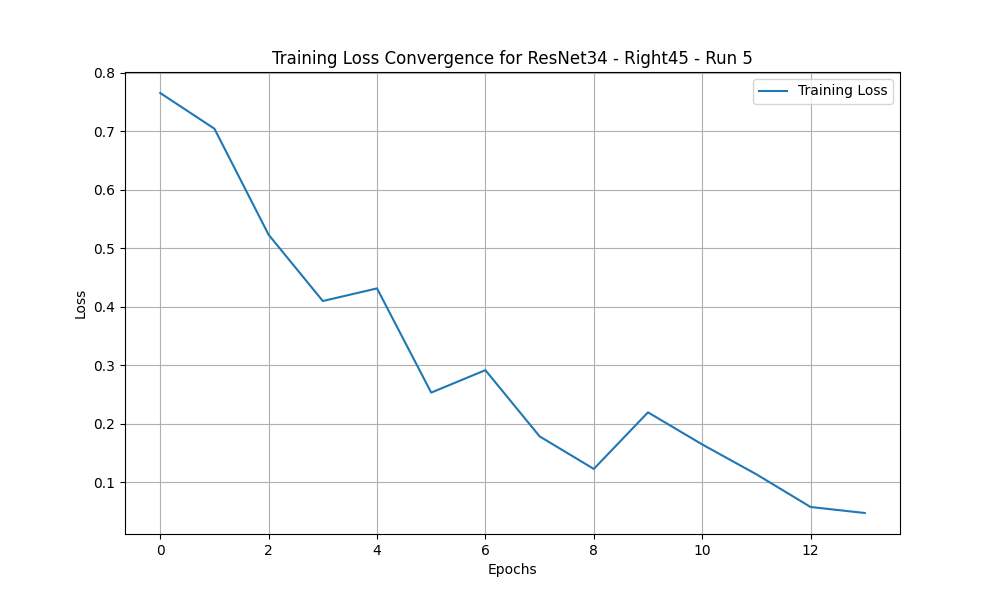 Training Loss Convergence for ResNet34 - Right45 - Run 5
Training Loss
0.8
0.7
0.6
0.5
0.4
0.3
0.2
0.1
Loss
0 2 4 6 8 10 12
Epochs